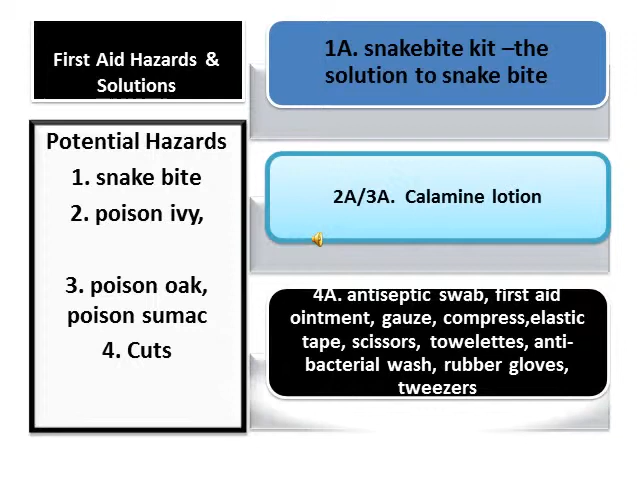 First Aid Hazards &
Solutions
Potential Hazards
1. snake bite
2. poison ivy,
3. poison oak,
poison sumac
4. Cuts
1A. snakebite kit –the
solution to snake bite
2A/3A.  Calamine lotion
4A. antiseptic swab, first aid
ointment, gauze, compress,elastic
tape, scissors, towelettes, anti-
bacterial wash, rubber gloves,
tweezers